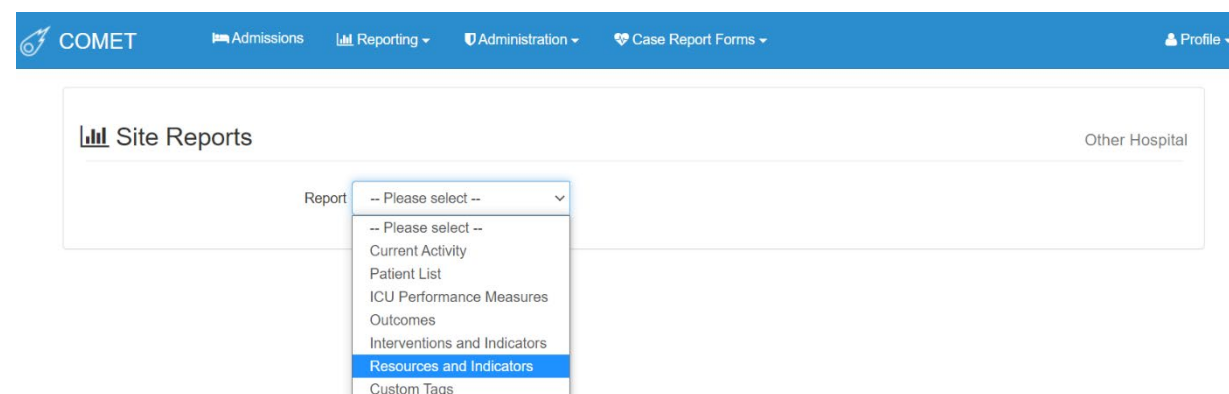 COMET Admissions Reporting Administration Case Report Forms Profile
Site Reports Other Hospital
Report -- Please select --
-- Please select --
Current Activity
Patient List
ICU Performance Measures
Outcomes
Interventions and Indicators
Resources and Indicators
Custom Tags